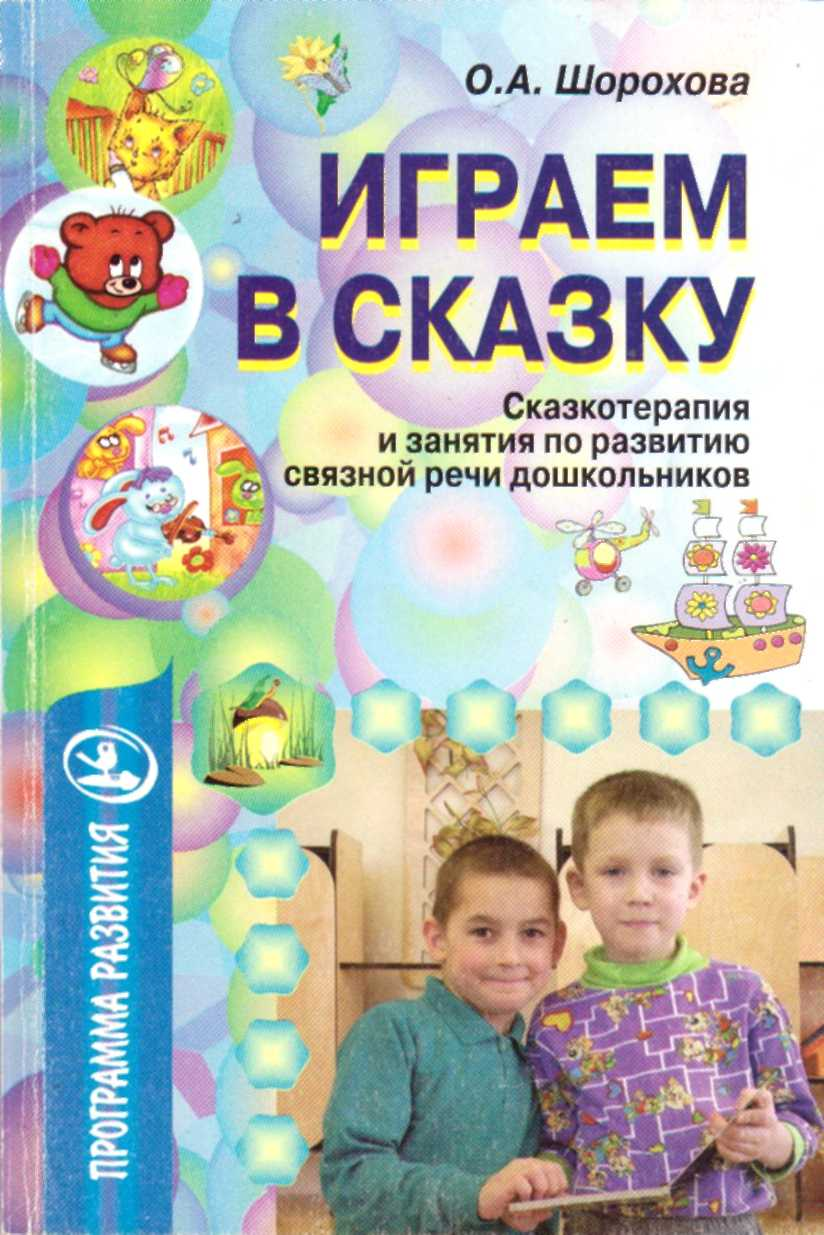 О.А. Шорохова
ИГРАЕМ
В СКАЗКУ
Сказкотерапия
и занятия по развитию
связной речи дошкольников
ПРОГРАММА РАЗВИТИЯ